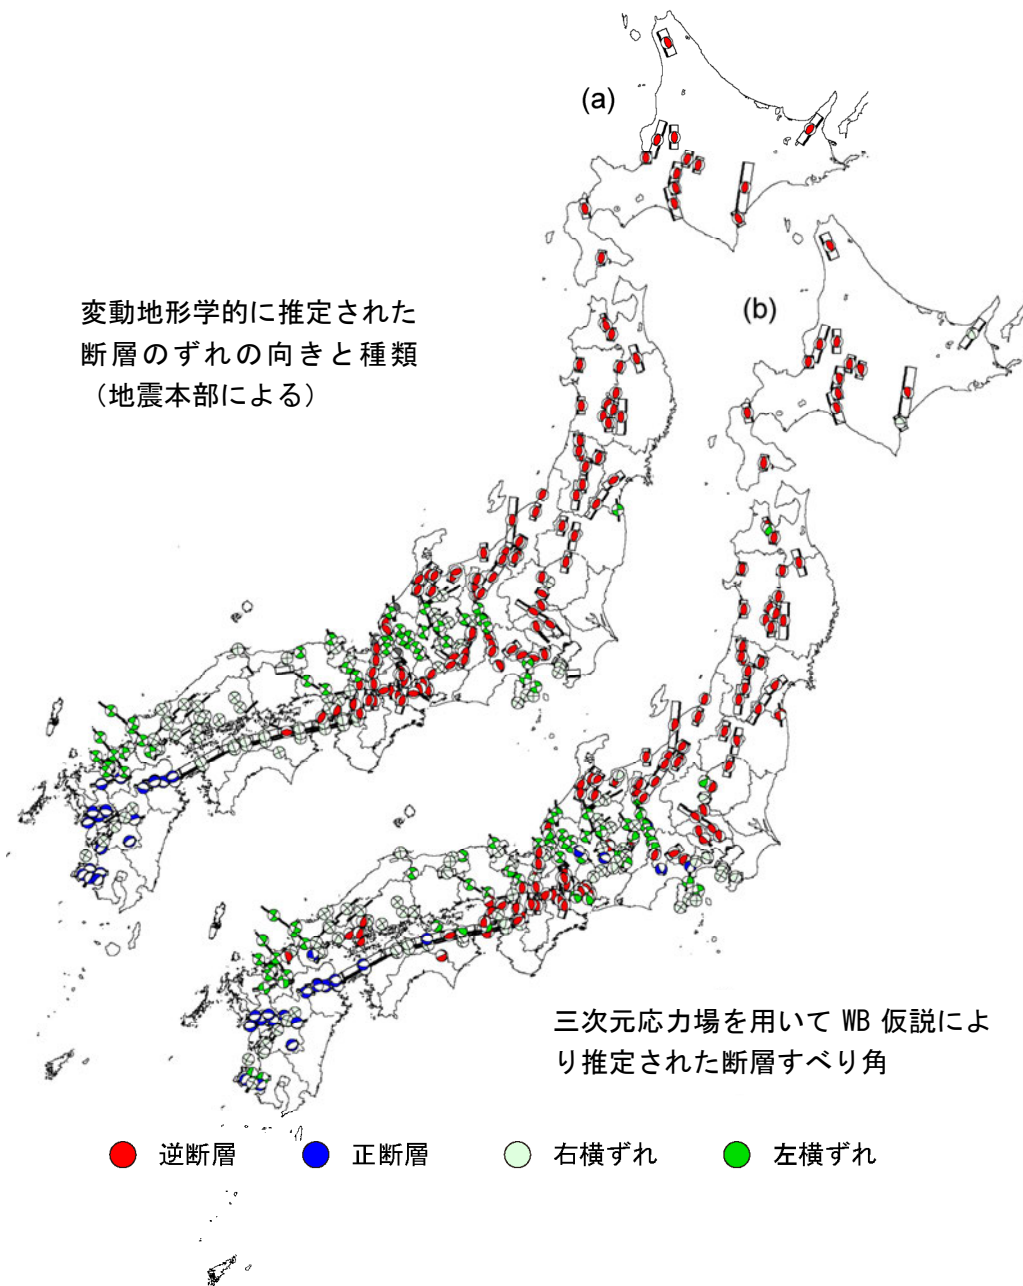 (a)
変動地形学的に推定された
断層のずれの向きと種類
（地震本部による）
(b)
三次元応力場を用いて WB 仮説によ
り推定された断層すべり角
逆断層
正断層
右横ずれ
左横ずれ